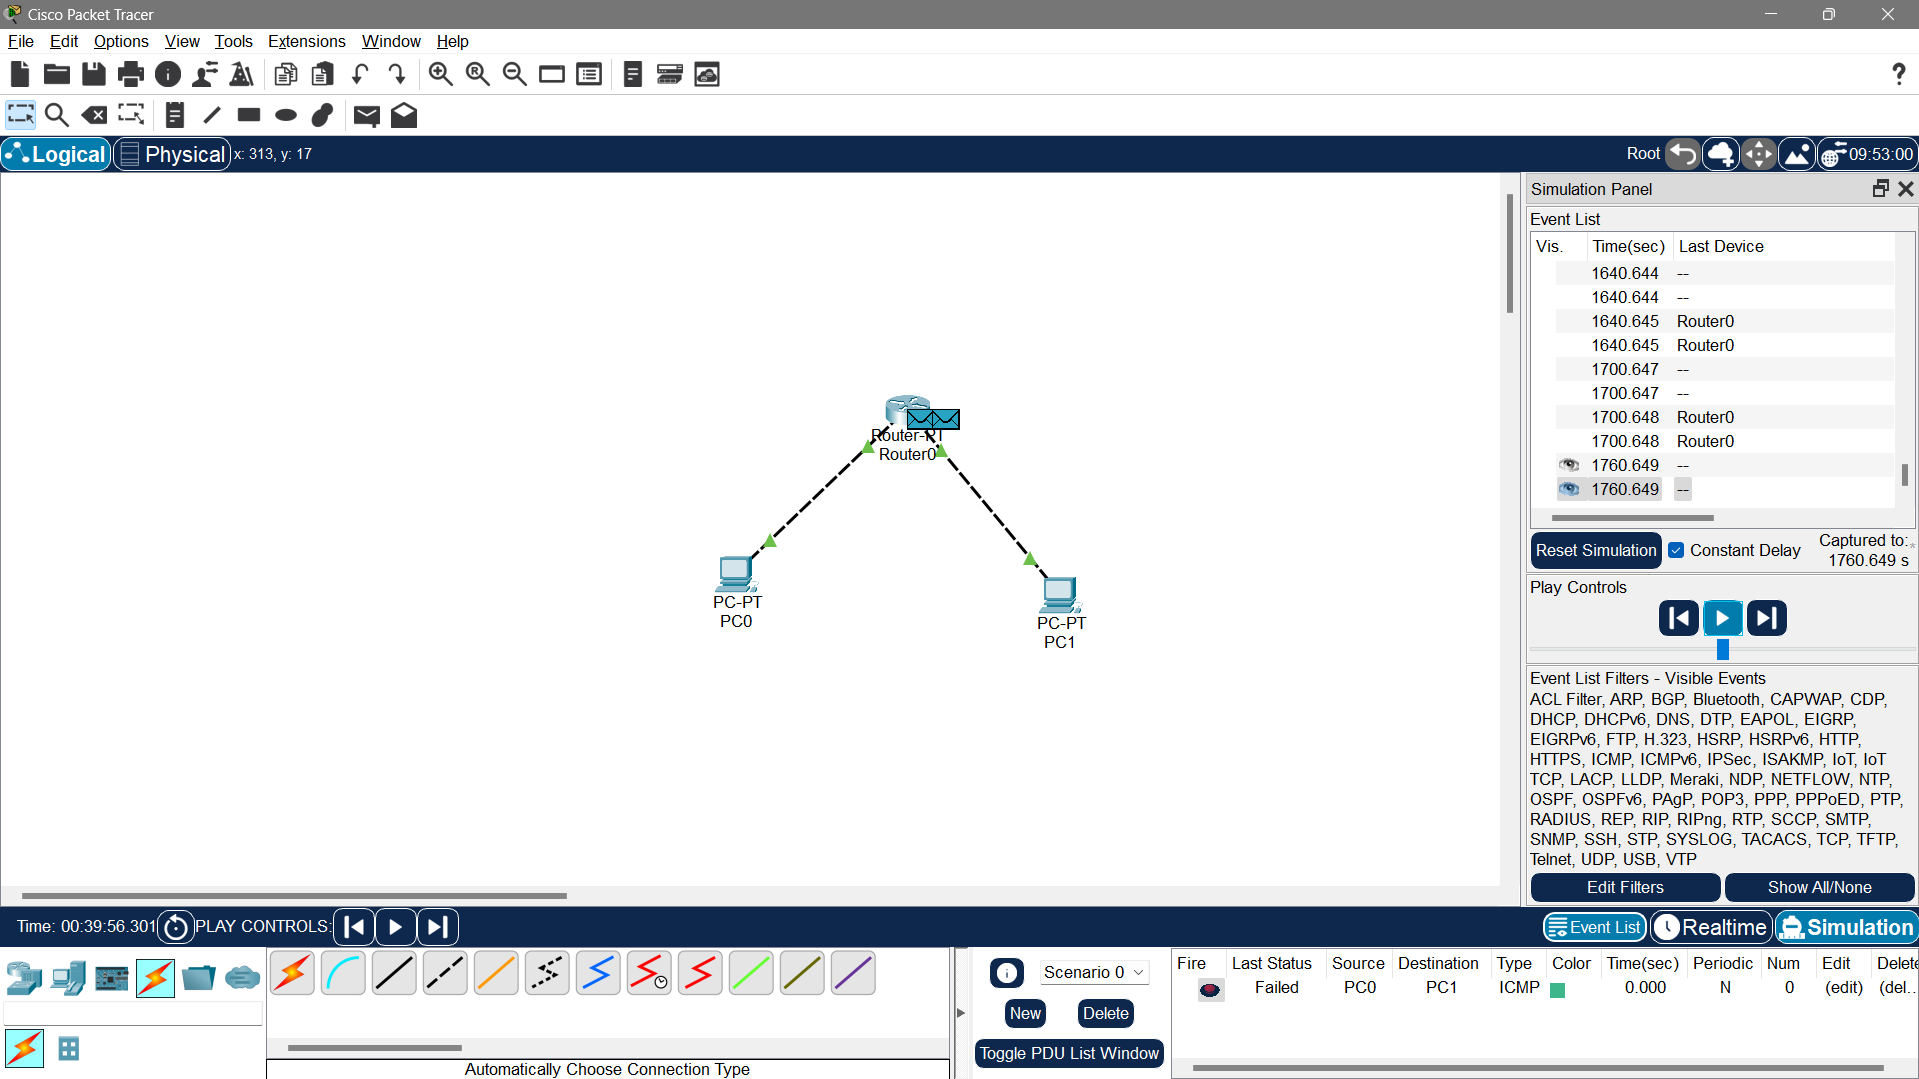 Cisco Packet Tracer
File Edit Options View Tools Extensions Window Help
Logical Physical x: 313, y: 17 Root 09:53:00
Simulation Panel
Event List
Vis. Time(sec) Last Device
1640.644 --
1640.644 --
1640.645 Router0
1640.645 Router0
1700.647 --
1700.647 --
1700.648 Router0
1700.648 Router0
1760.649 --
1760.649 --
Reset Simulation Constant Delay Captured to:
1760.649 s
Play Controls
Event List Filters - Visible Events
ACL Filter, ARP, BGP, Bluetooth, CAPWAP, CDP,
DHCP, DHCPv6, DNS, DTP, EAPOL, EIGRP,
EIGRPv6, FTP, H.323, HSRP, HSRPv6, HTTP,
HTTPS, ICMP, ICMPv6, IPSec, ISAKMP, IoT, IoT
TCP, LACP, LLDP, Meraki, NDP, NETFLOW, NTP,
OSPF, OSPFv6, PAgP, POP3, PPP, PPPoED, PTP,
RADIUS, REP, RIP, RIPng, RTP, SCCP, SMTP,
SNMP, SSH, STP, SYSLOG, TACACS, TCP, TFTP,
Telnet, UDP, USB, VTP
Edit Filters Show All/None
Router-PT
Router0
PC-PT
PC0
PC-PT
PC1
Time: 00:39:56.301 PLAY CONTROLS: Event List Realtime Simulation
Automatically Choose Connection Type
Scenario 0
New Delete
Toggle PDU List Window
Fire Last Status Source Destination Type Color Time(sec) Periodic Num Edit Delete
Failed PC0 PC1 ICMP 0.000 N 0 (edit) (del..